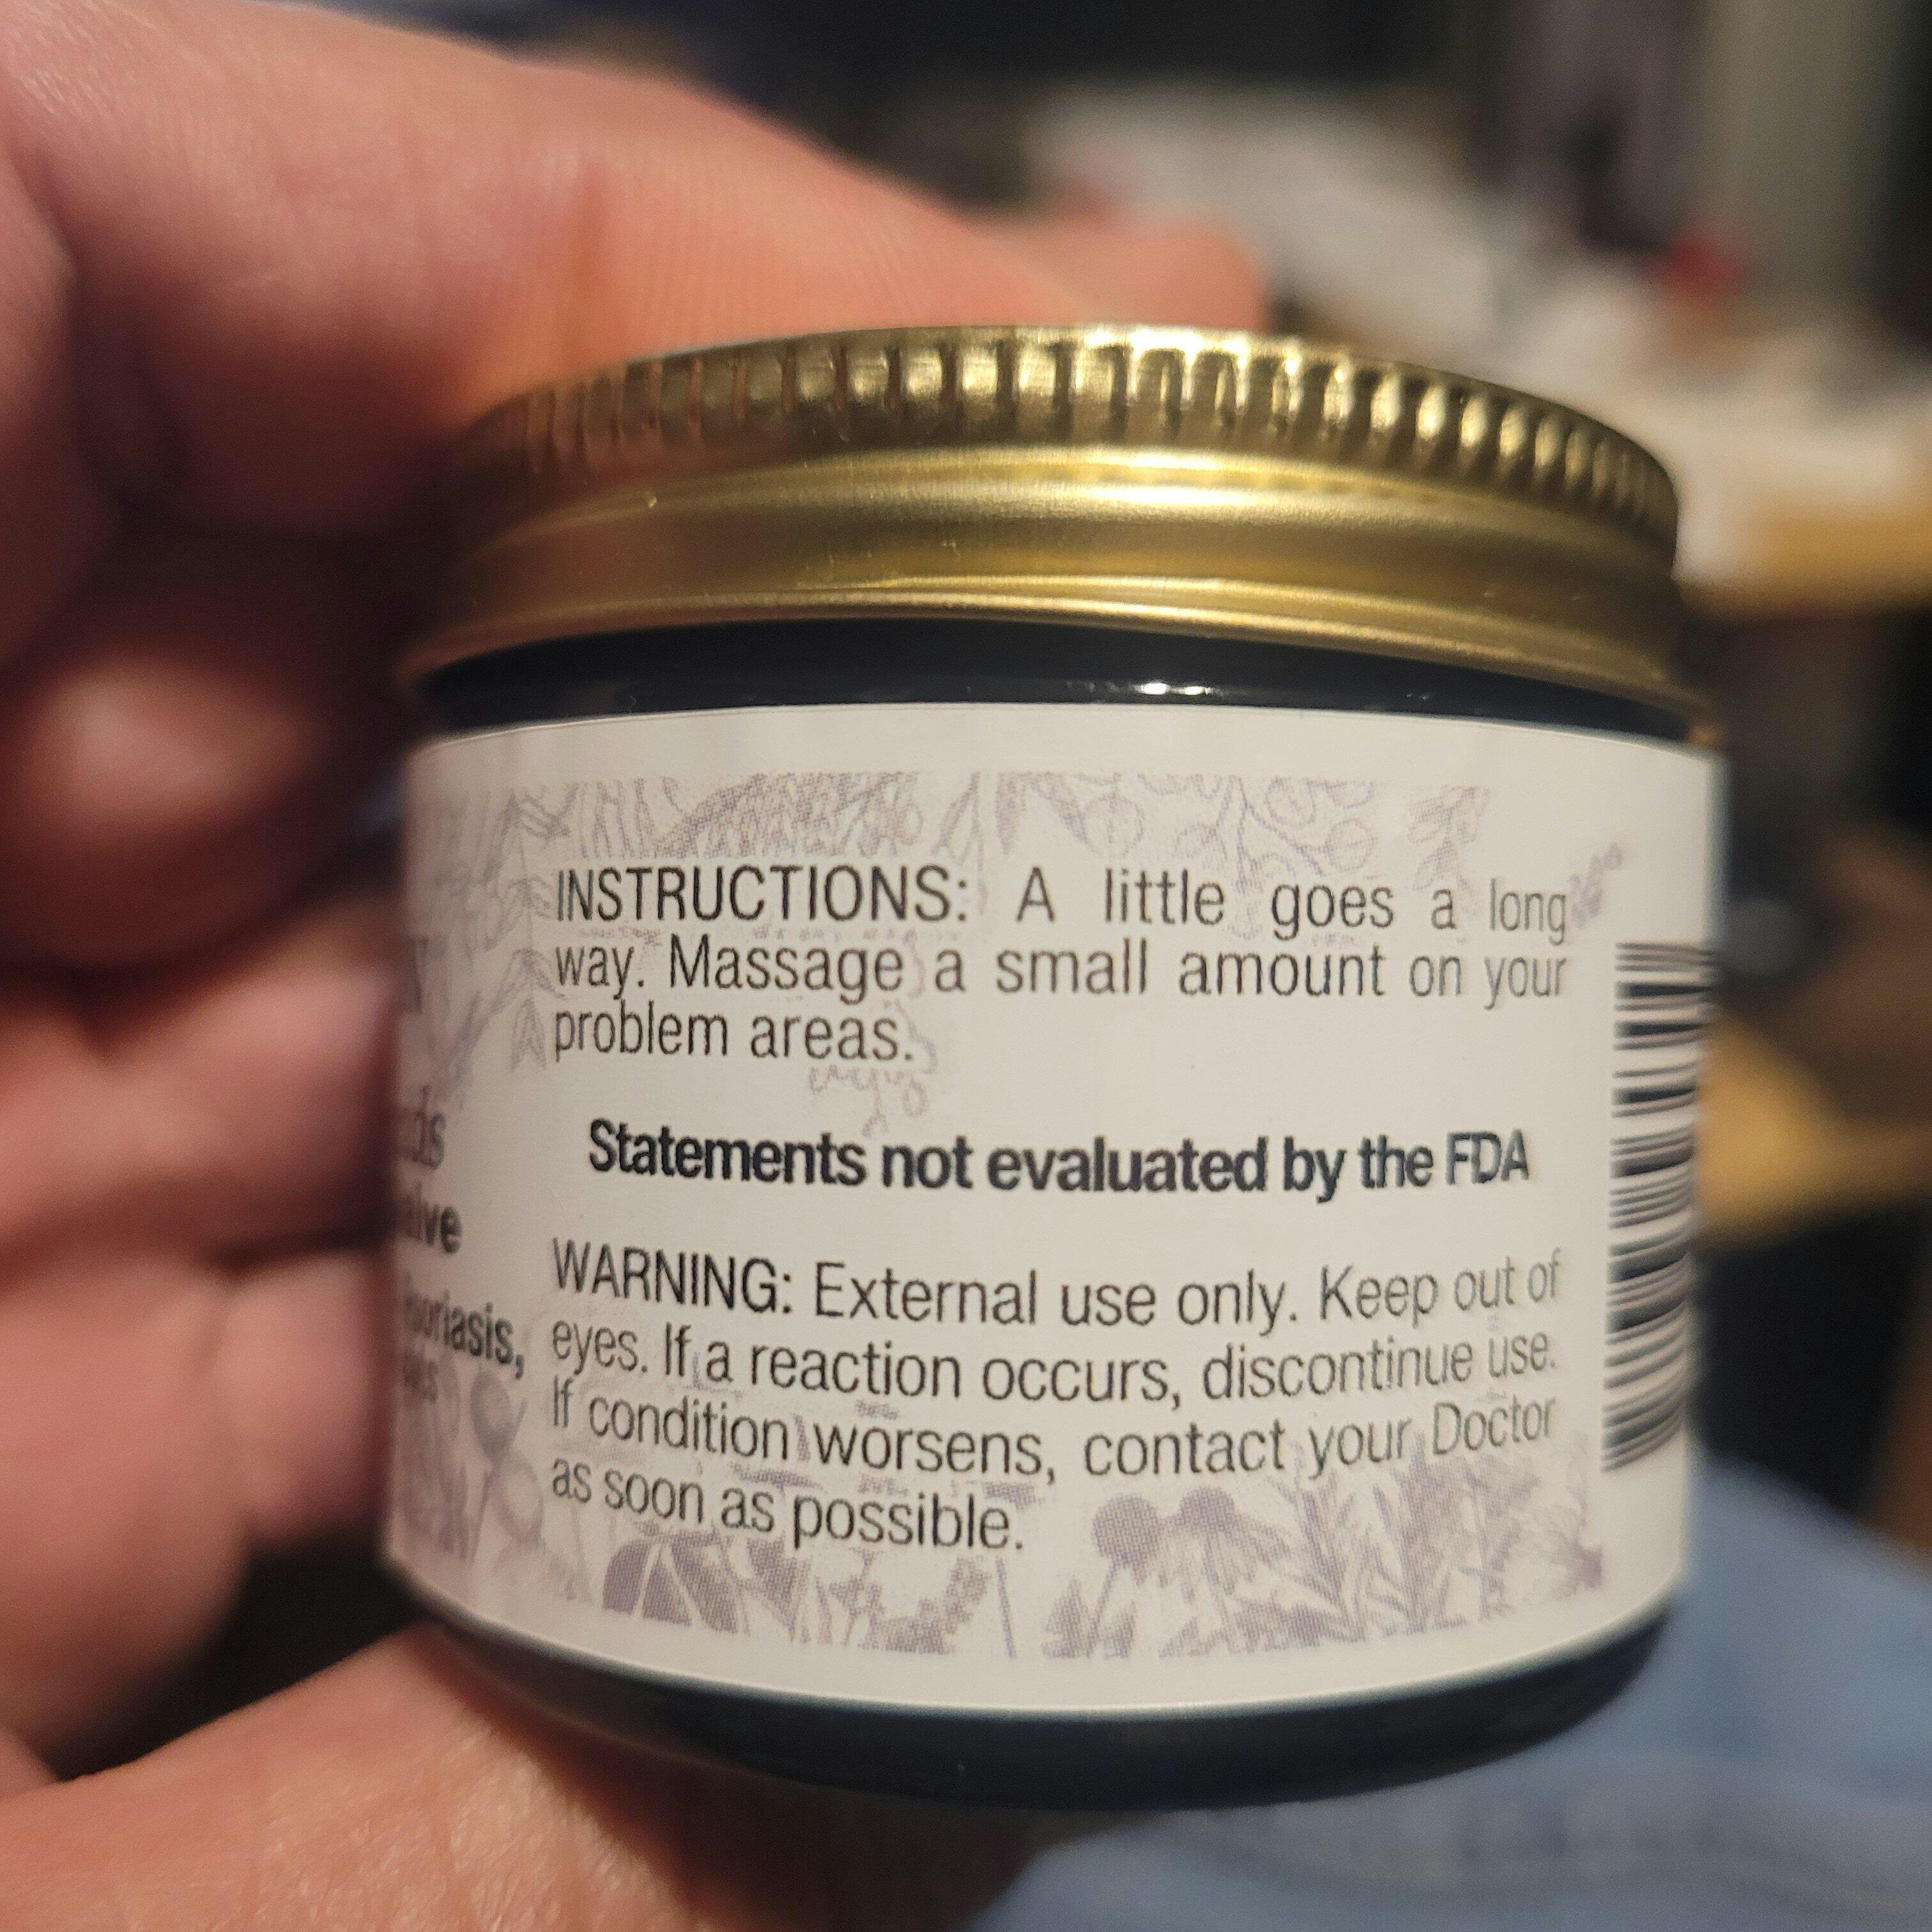 INSTRUCTIONS: A little goes a long
way. Massage a small amount on your
problem areas.
Statements not evaluated by the FDA
WARNING: External use only. Keep out of
eyes. If a reaction occurs, discontinue use.
If condition worsens, contact your Doctor
as soon as possible.